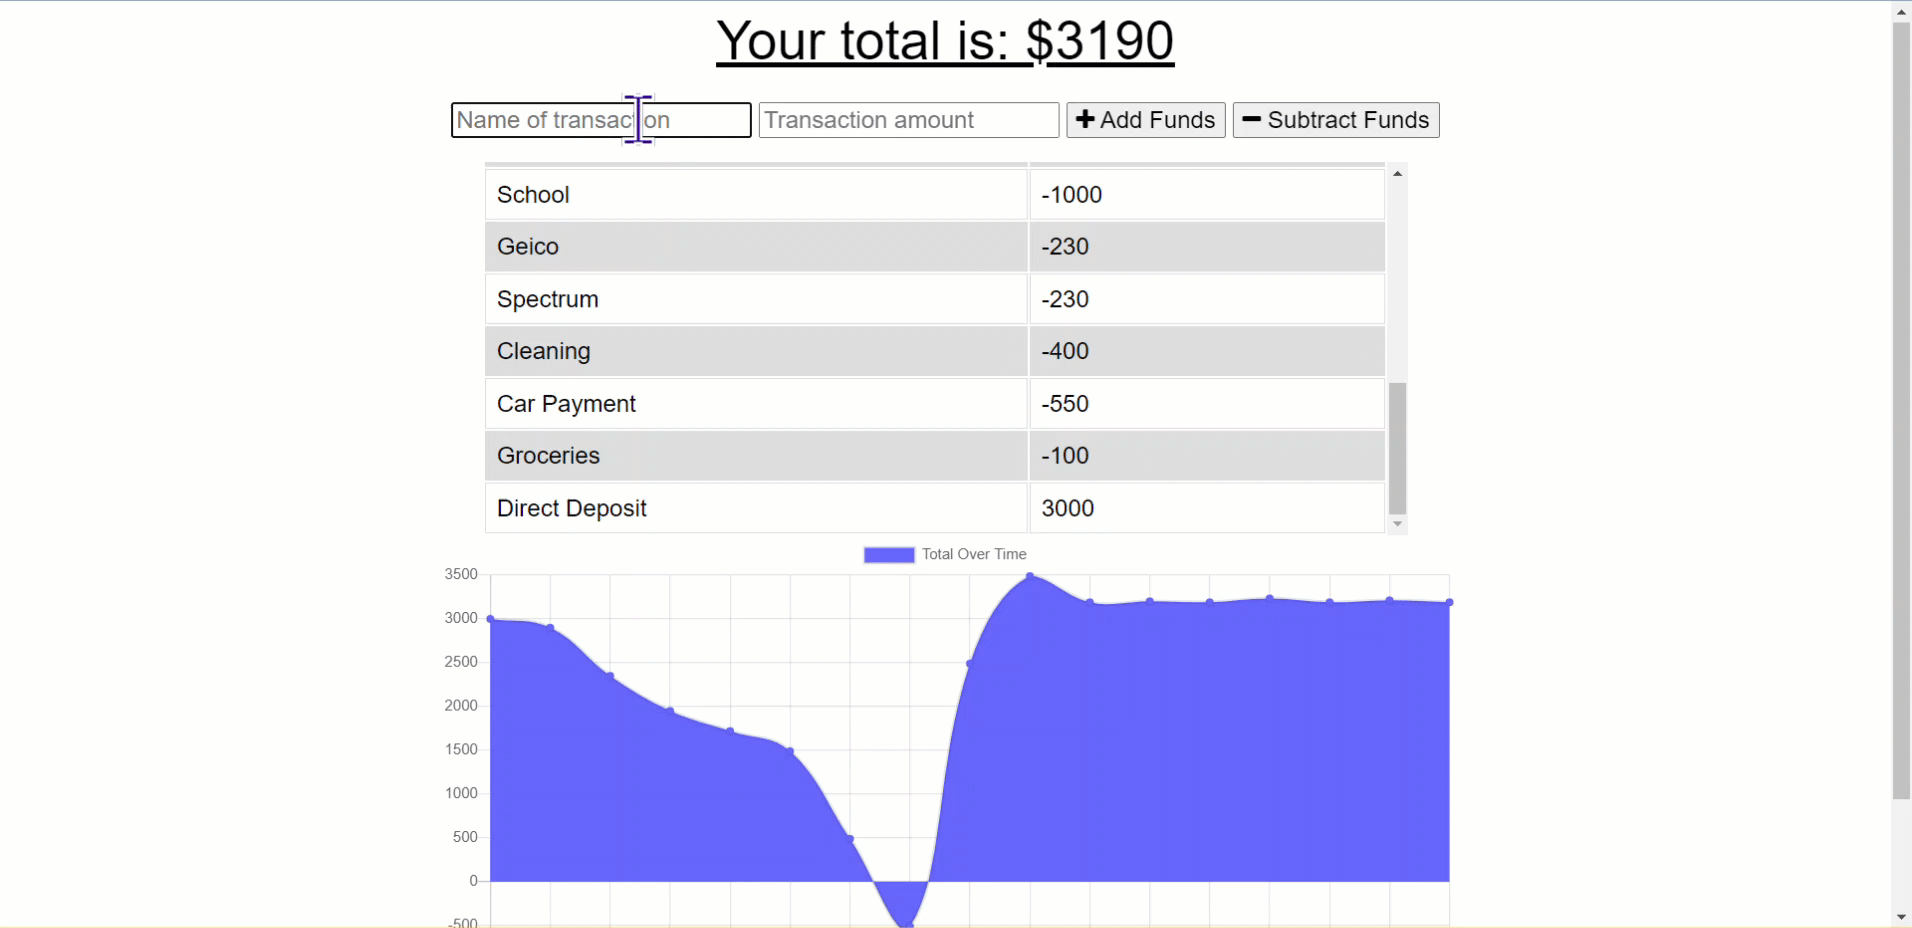 Your total is: $3190
Name of transaction Transaction amount Add Funds Subtract Funds
School -1000
Geico -230
Spectrum -230
Cleaning -400
Car Payment -550
Groceries -100
Direct Deposit 3000
Total Over Time
3500
3000
2500
2000
1500
1000
500
0
-500